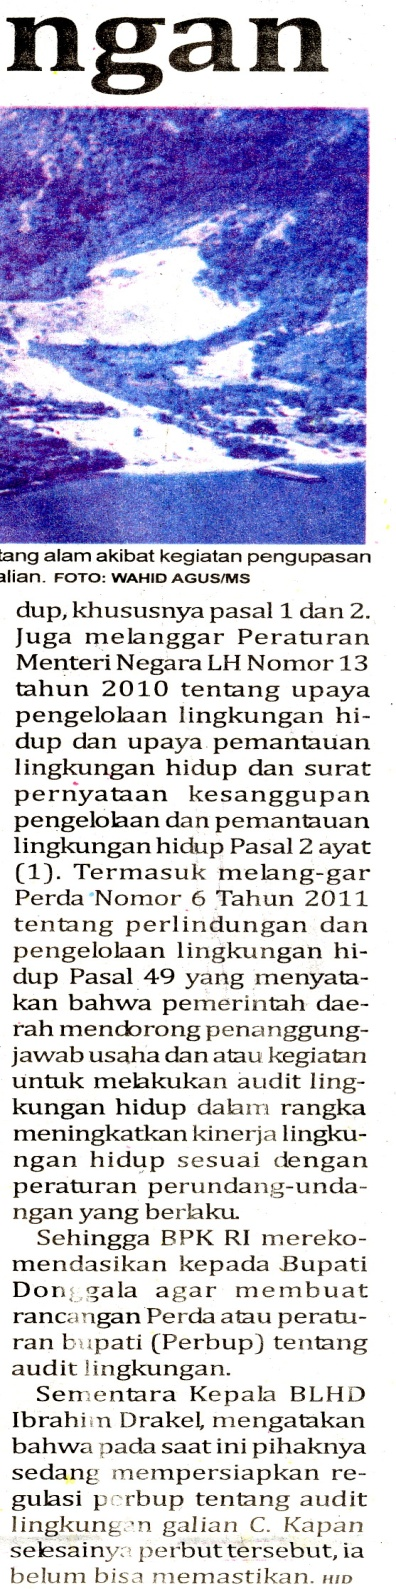 ngan
tang alam akibat kegiatan pengupasan
alian. FOTO: WAHID AGUS/MS
dup, khususnya pasal 1 dan 2.
Juga melanggar Peraturan
Menteri Negara LH Nomor 13
tahun 2010 tentang upaya
pengelolaan lingkungan hi-
dup dan upaya pemantauan
lingkungan hidup dan surat
pernyataan kesanggupan
pengelolaan dan pemantauan
lingkungan hidup Pasal 2 ayat
(1). Termasuk melang-gar
Perda Nomor 6 Tahun 2011
tentang perlindungan dan
pengelolaan lingkungan hi-
dup Pasal 49 yang menyata-
kan bahwa pemerintah dae-
rah mendorong penanggung-
jawab usaha dan atau kegiatan
untuk melakukan audit ling-
kungan hidup dalam rangka
meningkatkan kinerja lingku-
ngan hidup sesuai dengan
peraturan perundang-unda-
ngan yang berlaku.
Sehingga BPK RI mereko-
mendasikan kepada Bupati
Donggala agar membuat
rancangan Perda atau peratu-
ran bupati (Perbup) tentang
audit lingkungan.
Sementara Kepala BLHD
Ibrahim Drakel, mengatakan
bahwa pada saat ini pihaknya
sedang mempersiapkan re-
gulasi perbup tentang audit
lingkungan galian C. Kapan
selesainya perbut tersebut, ia
belum bisa memastikan. HID